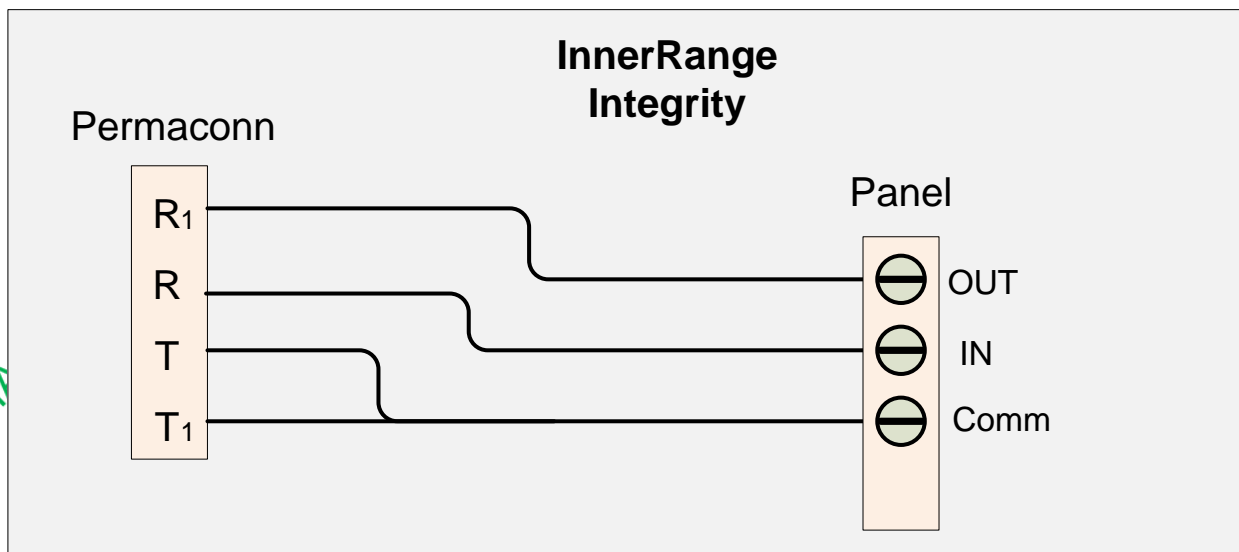 InnerRange
Integrity
Permaconn
Panel
R1
R
T
T1
OUT
IN
Comm